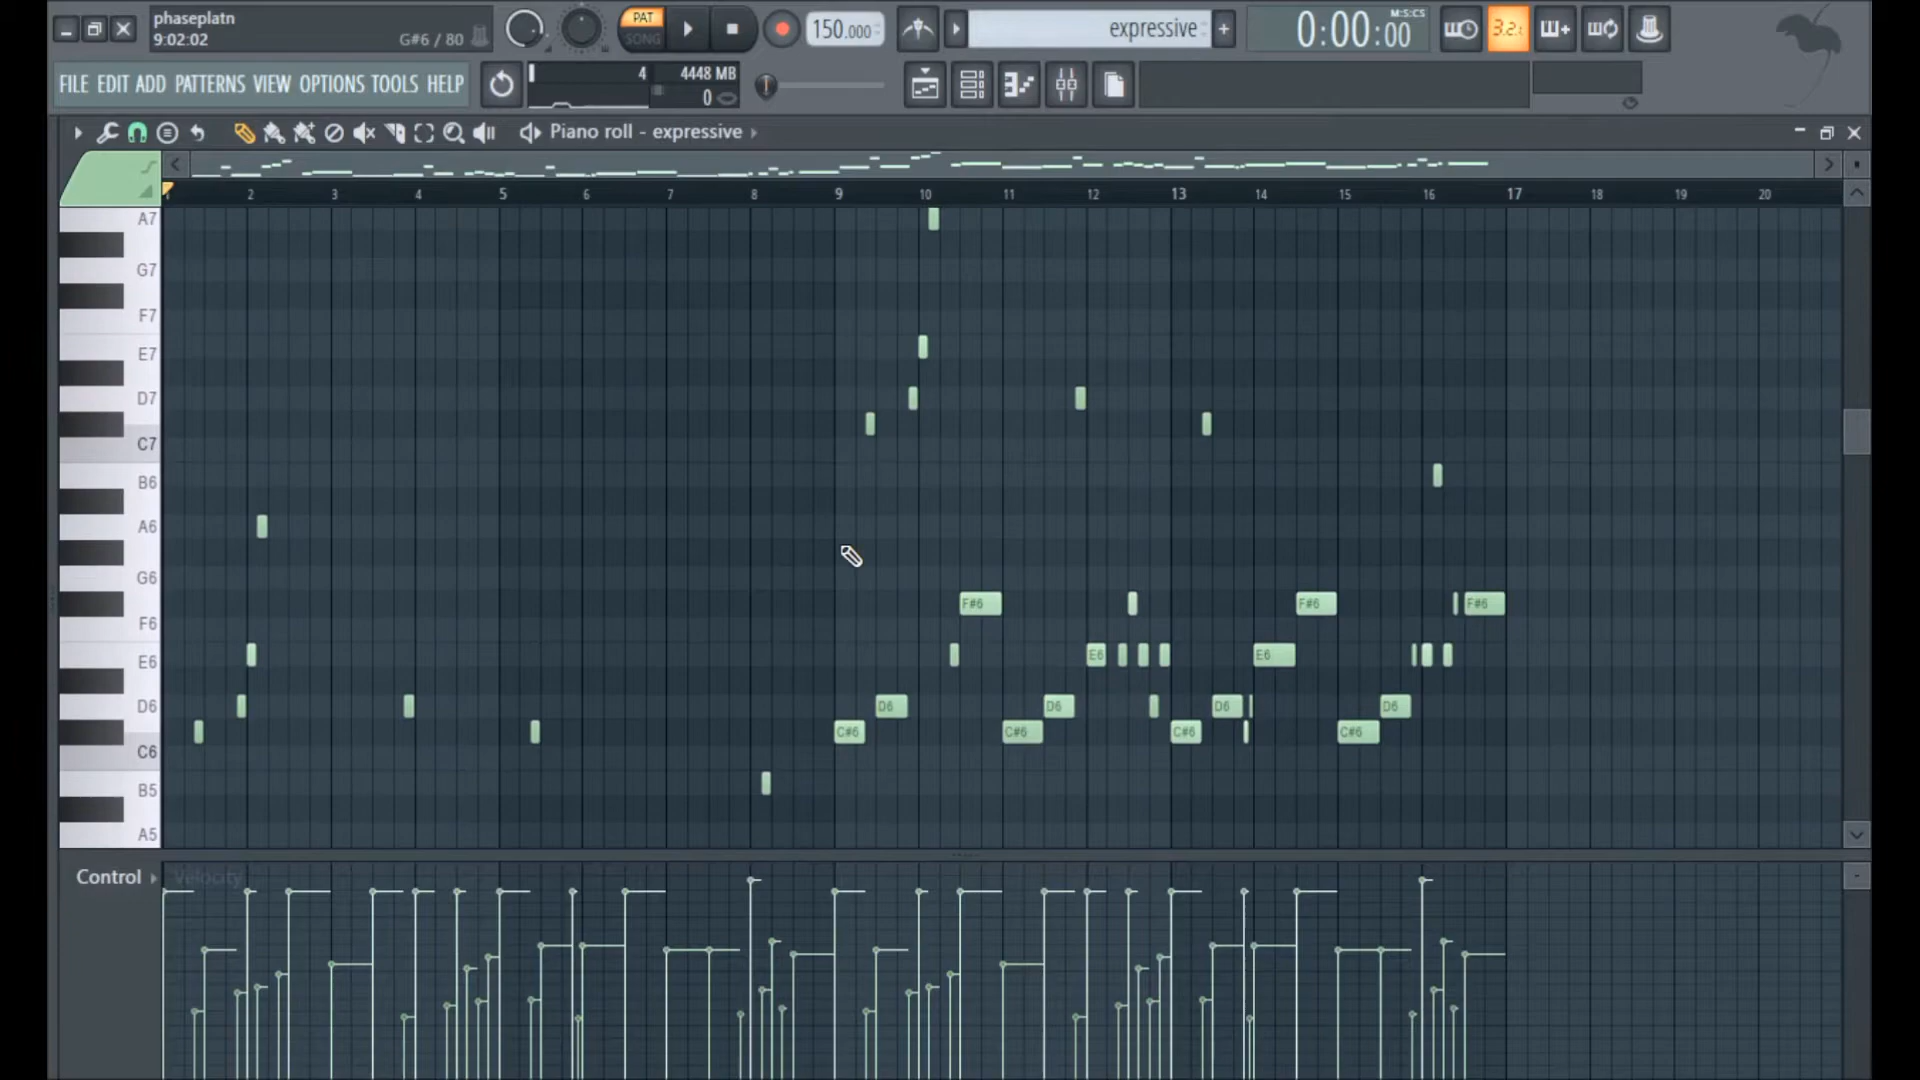 phaseplatn
9:02:02
G#6 / 80
PAT
SONG
150.000
expressive
0:00:00
M:S:CS
3.2.
FILE EDIT ADD PATTERNS VIEW OPTIONS TOOLS HELP
4
4448 MB
0
Piano roll - expressive
2 3 4 5 6 7 8 9 10 11 12 13 14 15 16 17 18 19 20
A7
G7
F7
E7
D7
C7
B6
A6
G6
F#6 F#6 F#6
F6
E6 E6 E6
D6 D6 D6 D6 D6
C#6 C#6 C#6 C#6
C6
B5
A5
Control
Velocity